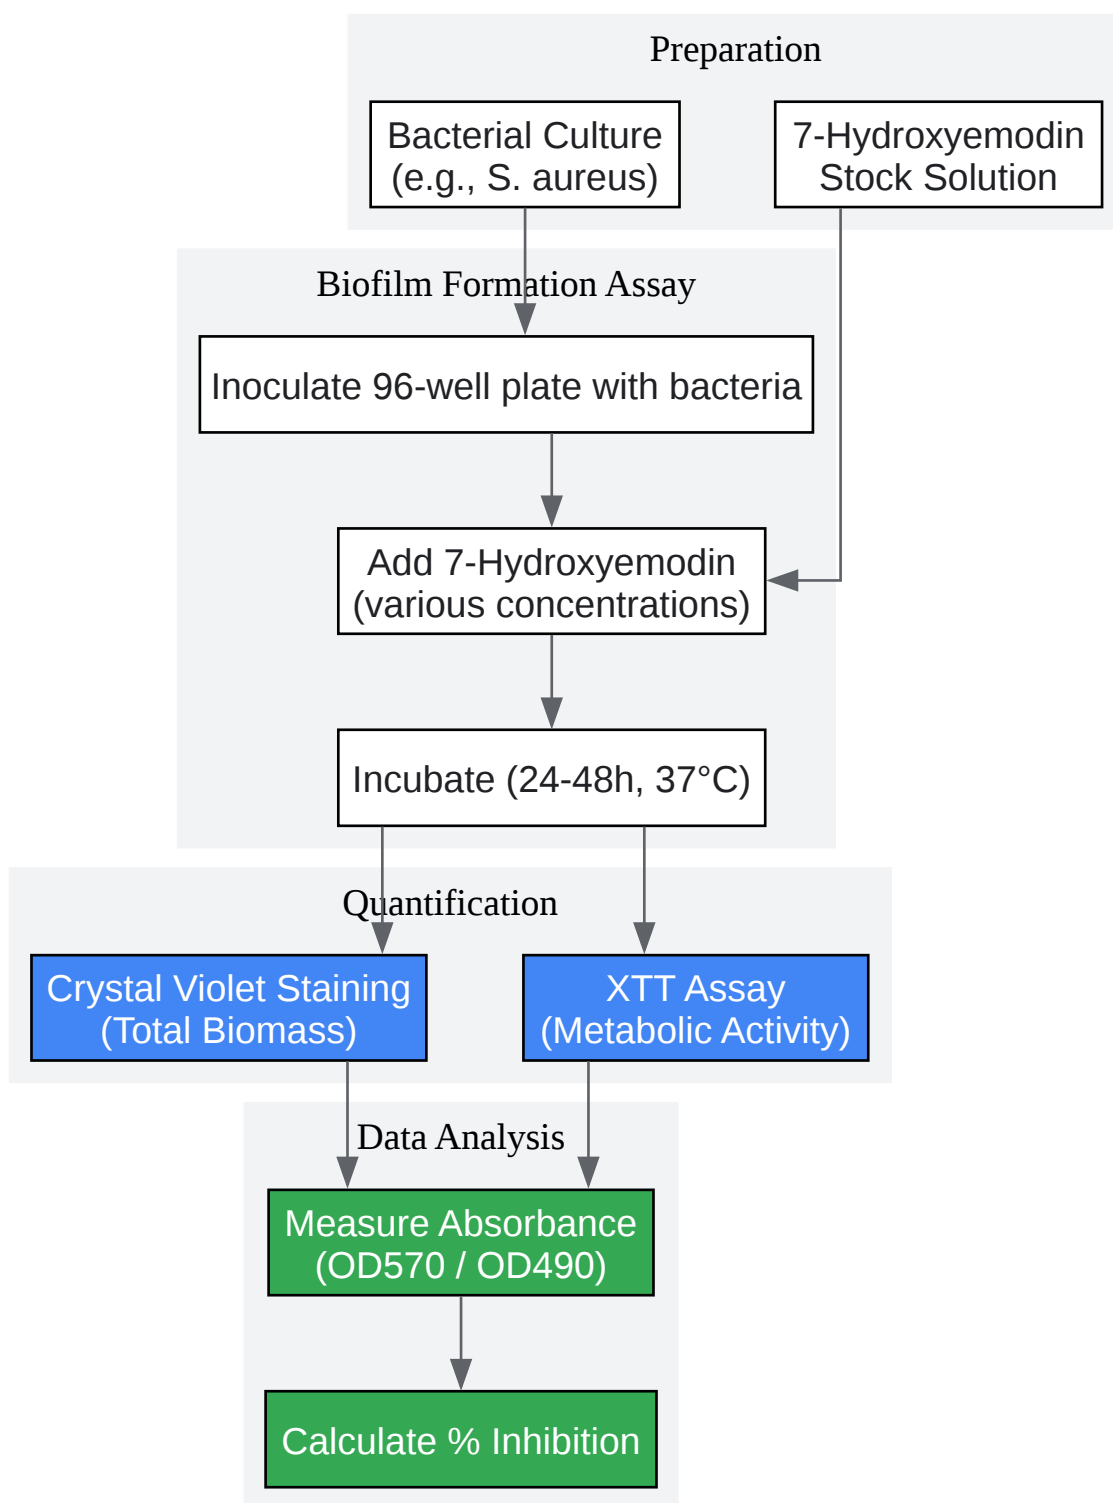 Preparation
Bacterial Culture
(e.g., S. aureus)
7-Hydroxyemodin
Stock Solution
Biofilm Formation Assay
Inoculate 96-well plate with bacteria
Add 7-Hydroxyemodin
(various concentrations)
Incubate (24-48h, 37°C)
Quantification
Crystal Violet Staining
(Total Biomass)
XTT Assay
(Metabolic Activity)
Data Analysis
Measure Absorbance
(OD570 / OD490)
Calculate % Inhibition